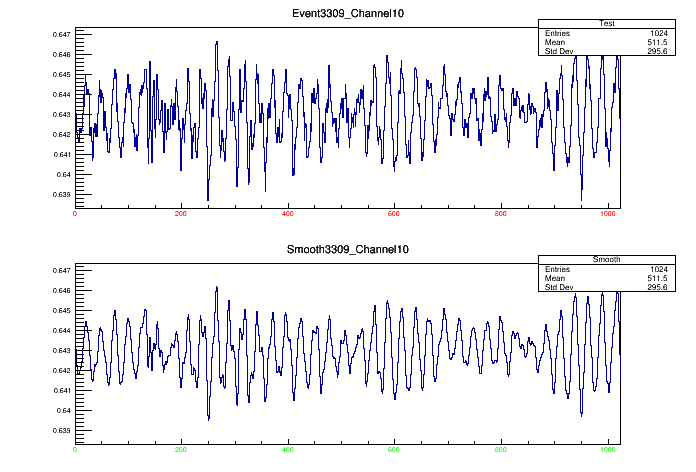 Event3309_Channel10
Test
Entries 1024
Mean 511.5
Std Dev 295.6
0.647
0.646
0.645
0.644
0.643
0.642
0.641
0.64
0.639
0 200 400 600 800 1000
Smooth3309_Channel10
Smooth
Entries 1024
Mean 511.5
Std Dev 295.6
0.647
0.646
0.645
0.644
0.643
0.642
0.641
0.64
0.639
0 200 400 600 800 1000